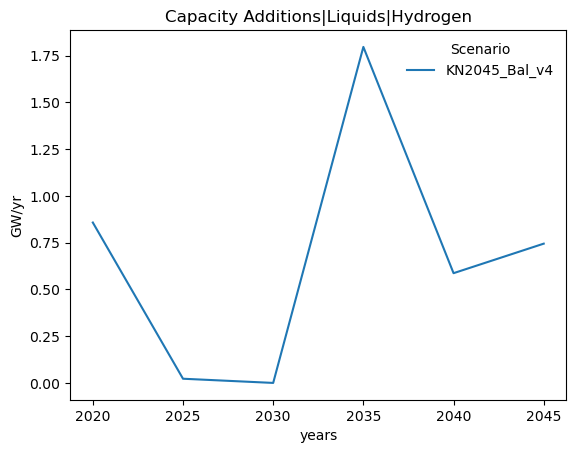 Capacity Additions|Liquids|Hydrogen
Scenario
KN2045_Bal_v4
GW/yr
1.75
1.50
1.25
1.00
0.75
0.50
0.25
0.00
2020 2025 2030 2035 2040 2045
years